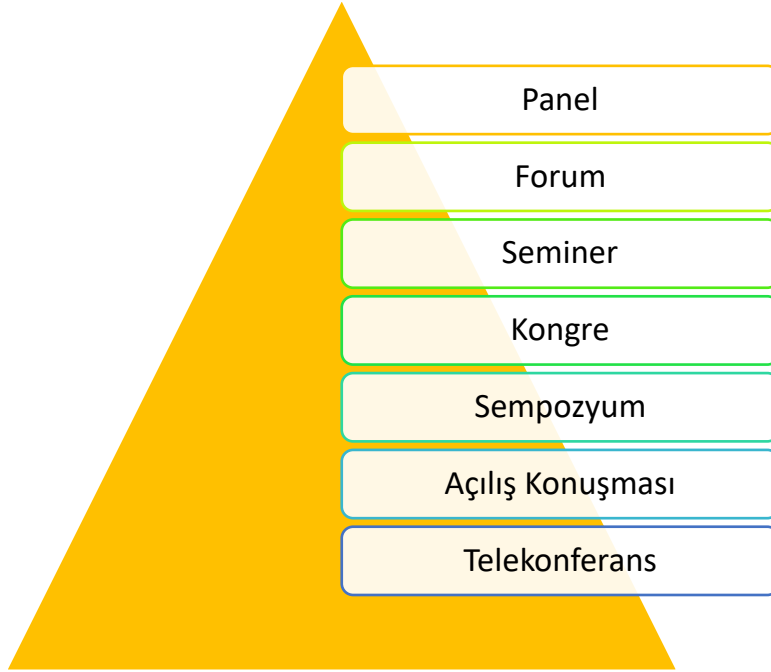 Panel
Forum
Seminer
Kongre
Sempozyum
Açılış Konuşması
Telekonferans